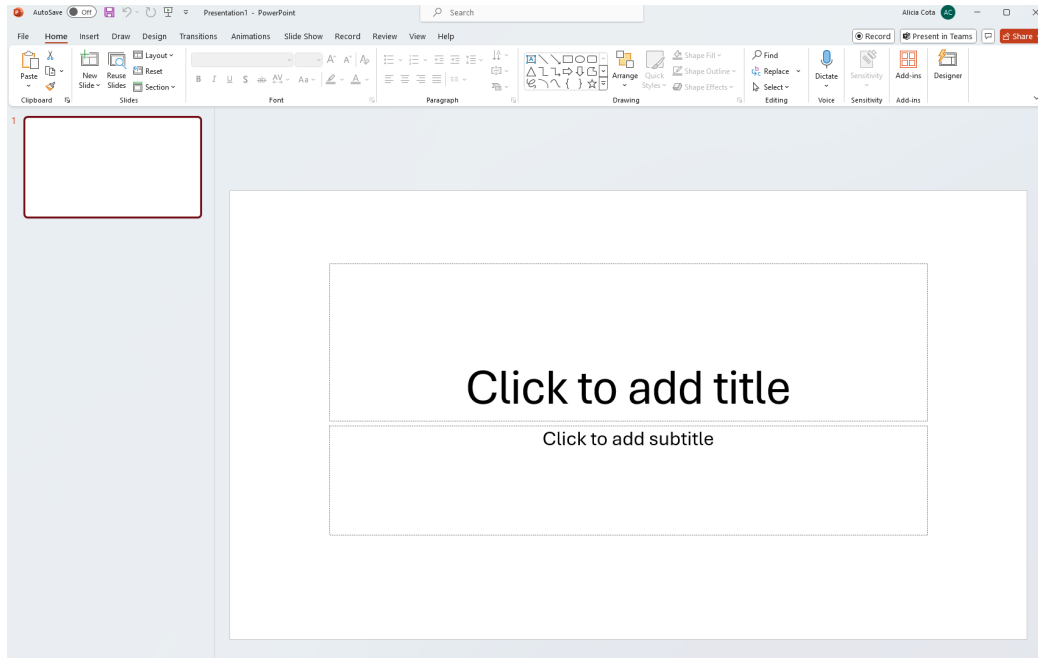 AutoSave Off Presentation1 - PowerPoint Search Alicia Cota AC
File Home Insert Draw Design Transitions Animations Slide Show Record Review View Help Record Present in Teams Share
Paste
New Slide
Reuse Slides
Layout
Reset
Section
B I U S ab AV Aa A A
A A A
Arrange
Quick Styles
Shape Fill
Shape Outline
Shape Effects
Find
Replace
Select
Dictate
Sensitivity
Add-ins
Designer
Clipboard Slides Font Paragraph Drawing Editing Voice Sensitivity Add-ins
1
Click to add title
Click to add subtitle